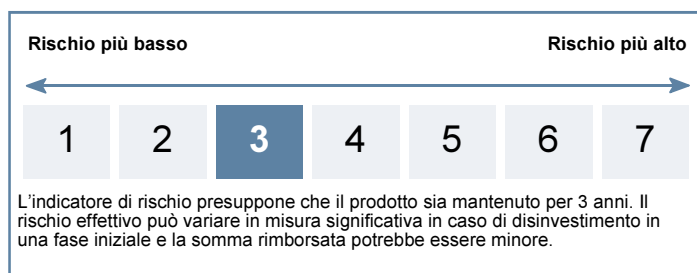 Rischio più basso Rischio più alto
1 2 3 4 5 6 7
L'indicatore di rischio presuppone che il prodotto sia mantenuto per 3 anni. Il
rischio effettivo può variare in misura significativa in caso di disinvestimento in
una fase iniziale e la somma rimborsata potrebbe essere minore.